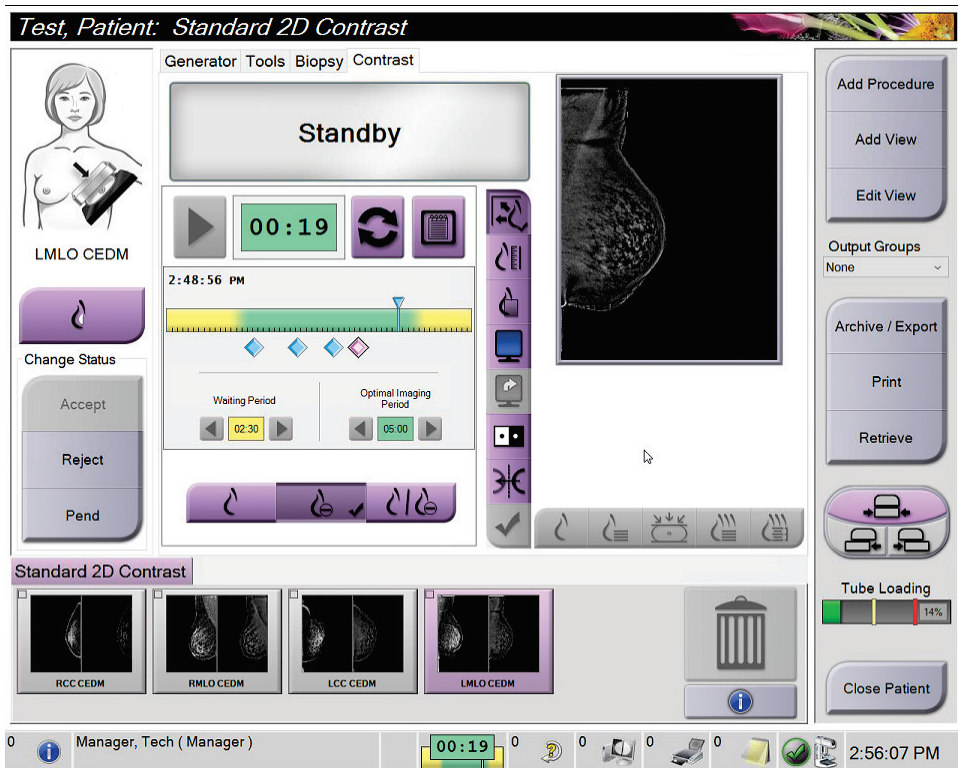 Test, Patient:  Standard 2D Contrast
Generator Tools Biopsy Contrast
Standby
LMLO CEDM
Change Status
Accept
Reject
Pend
00:19
2:48:56 PM
Waiting Period
02:30
Optimal Imaging
Period
05:00
Add Procedure
Add View
Edit View
Output Groups
None
Archive / Export
Print
Retrieve
Tube Loading
14%
Close Patient
Standard 2D Contrast
RCC CEDM
RMLO CEDM
LCC CEDM
LMLO CEDM
0
Manager, Tech ( Manager )
00:19
0
0
0
0
2:56:07 PM